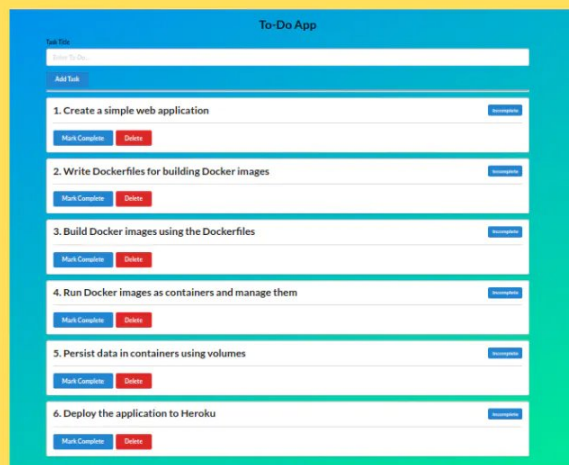 To-Do App
Task Title
Enter To-Do...
Add Task
1. Create a simple web application
Incomplete
Mark Complete Delete
2. Write Dockerfiles for building Docker images
Incomplete
Mark Complete Delete
3. Build Docker images using the Dockerfiles
Incomplete
Mark Complete Delete
4. Run Docker images as containers and manage them
Incomplete
Mark Complete Delete
5. Persist data in containers using volumes
Incomplete
Mark Complete Delete
6. Deploy the application to Heroku
Incomplete
Mark Complete Delete